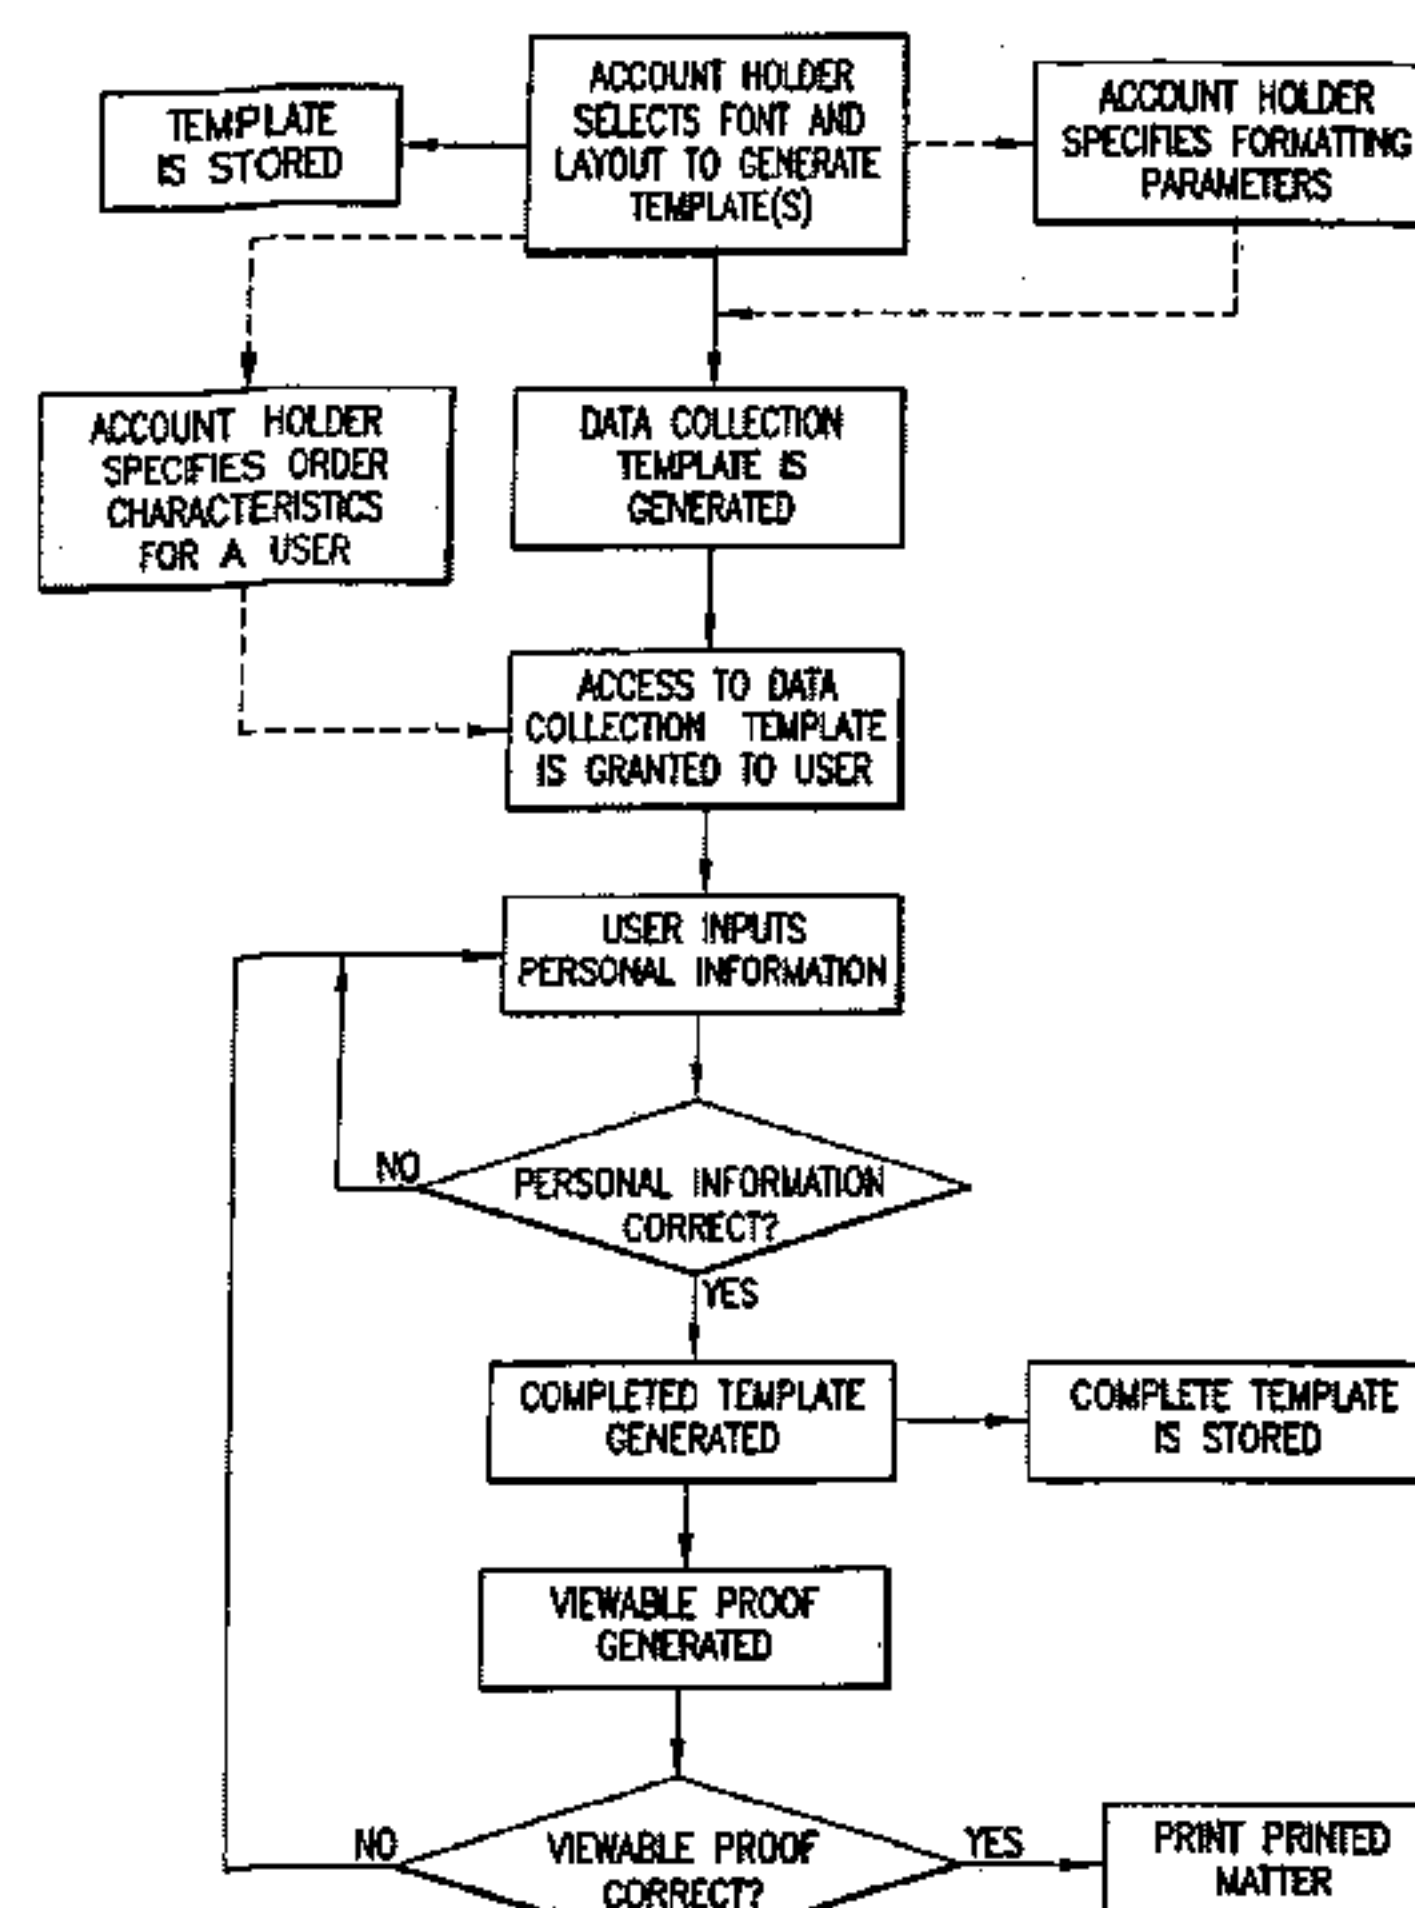 ACCOUNT HOLDER
SELECTS FONT AND
LAYOUT TO GENERATE
TEMPLATE(S)
TEMPLATE
IS STORED
ACCOUNT HOLDER
SPECIFIES FORMATTING
PARAMETERS
ACCOUNT HOLDER
SPECIFIES ORDER
CHARACTERISTICS
FOR A USER
DATA COLLECTION
TEMPLATE IS
GENERATED
ACCESS TO DATA
COLLECTION TEMPLATE
IS GRANTED TO USER
USER INPUTS
PERSONAL INFORMATION
NO
PERSONAL INFORMATION
CORRECT?
YES
COMPLETED TEMPLATE
GENERATED
COMPLETE TEMPLATE
IS STORED
VIEWABLE PROOF
GENERATED
NO
VIEWABLE PROOF
CORRECT?
YES
PRINT PRINTED
MATTER